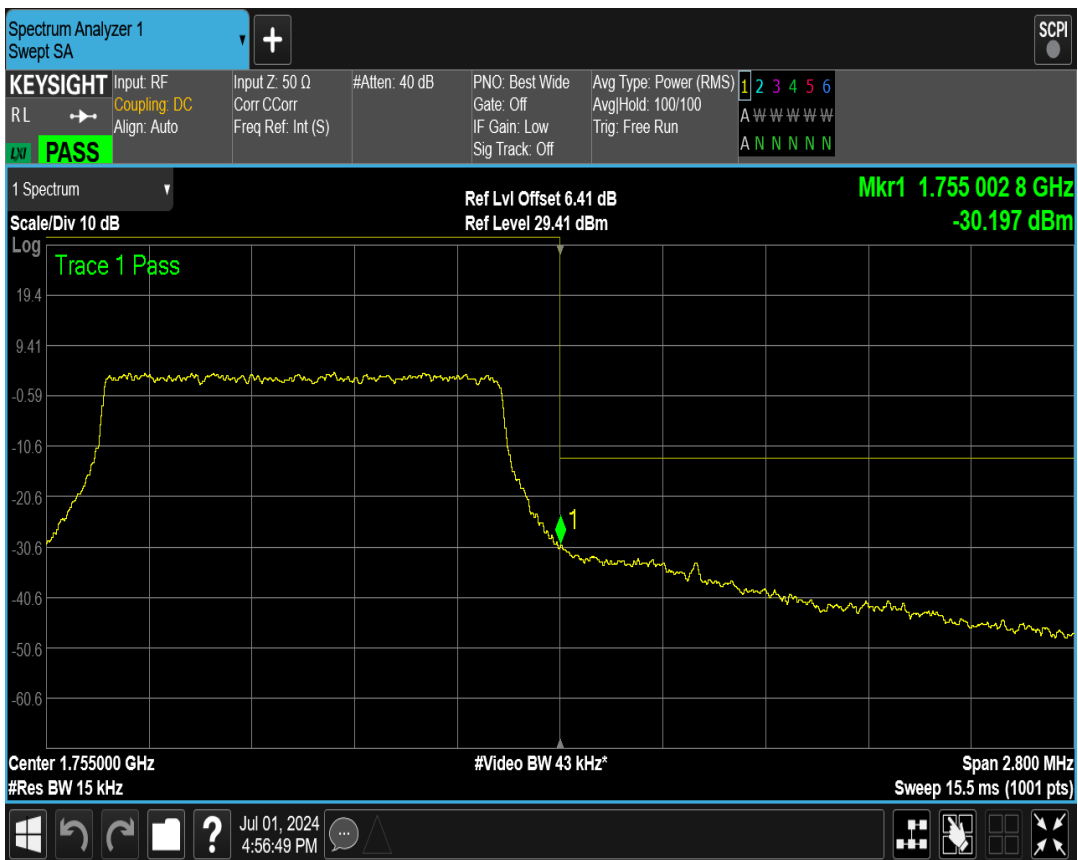 Spectrum Analyzer 1
Swept SA
+
SCPI
KEYSIGHT
RL
LXI PASS
Input: RF
Coupling: DC
Align: Auto
Input Z: 50 Ω
Corr CCorr
Freq Ref: Int (S)
#Atten: 40 dB
PNO: Best Wide
Gate: Off
IF Gain: Low
Sig Track: Off
Avg Type: Power (RMS)
Avg|Hold: 100/100
Trig: Free Run
1 2 3 4 5 6
A W W W W W
A N N N N N
1 Spectrum
Scale/Div 10 dB
Ref Lvl Offset 6.41 dB
Ref Level 29.41 dBm
Mkr1 1.755 002 8 GHz
-30.197 dBm
Log
Trace 1 Pass
19.4
9.41
-0.59
-10.6
-20.6
1
-30.6
-40.6
-50.6
-60.6
Center 1.755000 GHz
#Res BW 15 kHz
#Video BW 43 kHz*
Span 2.800 MHz
Sweep 15.5 ms (1001 pts)
?
Jul 01, 2024
4:56:49 PM